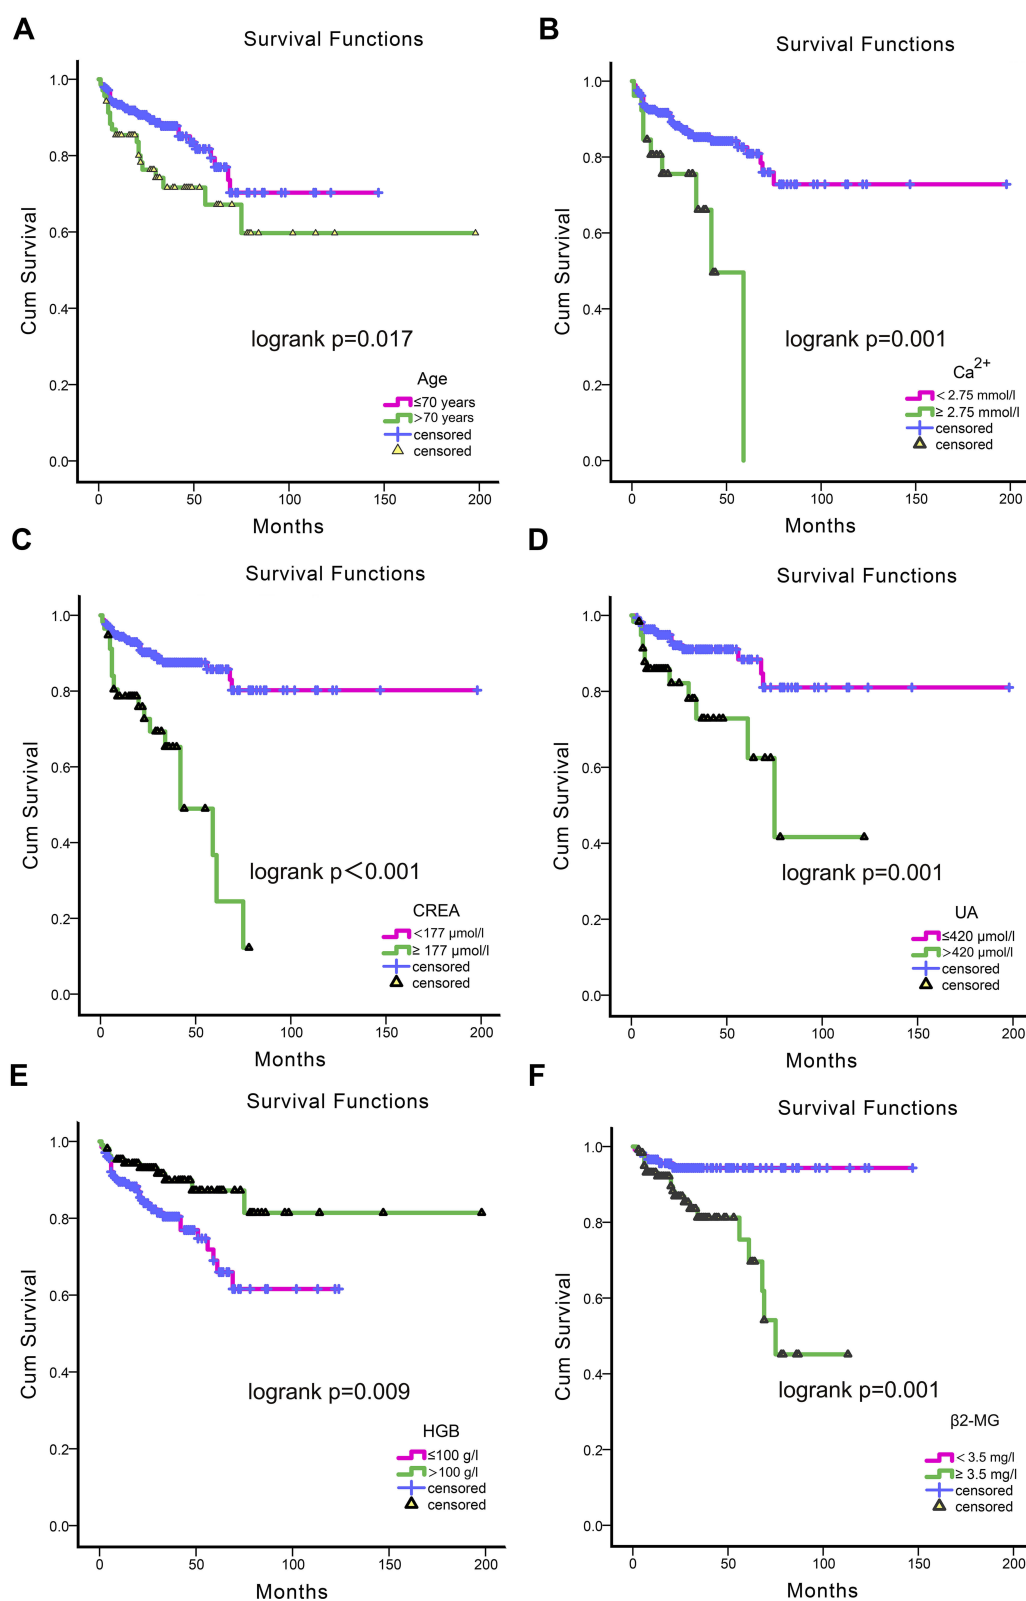 A
Survival Functions
1.0
0.8
0.6
0.4
0.2
0.0
Cum Survival
logrank p=0.017
Age
≤70 years
>70 years
censored
censored
0 50 100 150 200
Months
B
Survival Functions
1.0
0.8
0.6
0.4
0.2
0.0
Cum Survival
logrank p=0.001
Ca2+
< 2.75 mmol/l
≥ 2.75 mmol/l
censored
censored
0 50 100 150 200
Months
C
Survival Functions
1.0
0.8
0.6
0.4
0.2
0.0
Cum Survival
logrank p<0.001
CREA
<177 µmol/l
≥ 177 µmol/l
censored
censored
0 50 100 150 200
Months
D
Survival Functions
1.0
0.8
0.6
0.4
0.2
0.0
Cum Survival
logrank p=0.001
UA
≤420 µmol/l
>420 µmol/l
censored
censored
0 50 100 150 200
Months
E
Survival Functions
1.0
0.8
0.6
0.4
0.2
0.0
Cum Survival
logrank p=0.009
HGB
≤100 g/l
>100 g/l
censored
censored
0 50 100 150 200
Months
F
Survival Functions
1.0
0.8
0.6
0.4
0.2
0.0
Cum Survival
logrank p=0.001
β2-MG
< 3.5 mg/l
≥ 3.5 mg/l
censored
censored
0 50 100 150 200
Months